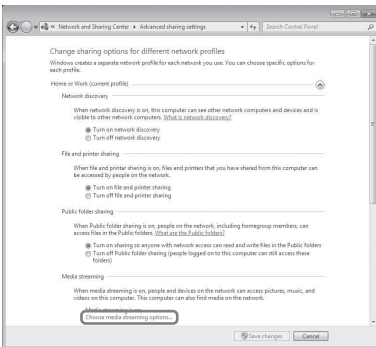 « Network and Sharing Center ▸ Advanced sharing settings
Search Control Panel
Change sharing options for different network profiles
Windows creates a separate network profile for each network you use. You can choose specific options for
each profile.
Home or Work (current profile)
Network discovery
When network discovery is on, this computer can see other network computers and devices and is
visible to other network computers. What is network discovery?
Turn on network discovery
Turn off network discovery
File and printer sharing
When file and printer sharing is on, files and printers that you have shared from this computer can
be accessed by people on the network.
Turn on file and printer sharing
Turn off file and printer sharing
Public folder sharing
When Public folder sharing is on, people on the network, including homegroup members, can
access files in the Public folders. What are the Public folders?
Turn on sharing so anyone with network access can read and write files in the Public folders
Turn off Public folder sharing (people logged on to this computer can still access these
folders)
Media streaming
When media streaming is on, people and devices on the network can access pictures, music, and
videos on this computer. This computer can also find media on the network.
Media streaming is on.
Choose media streaming options...
Save changes
Cancel